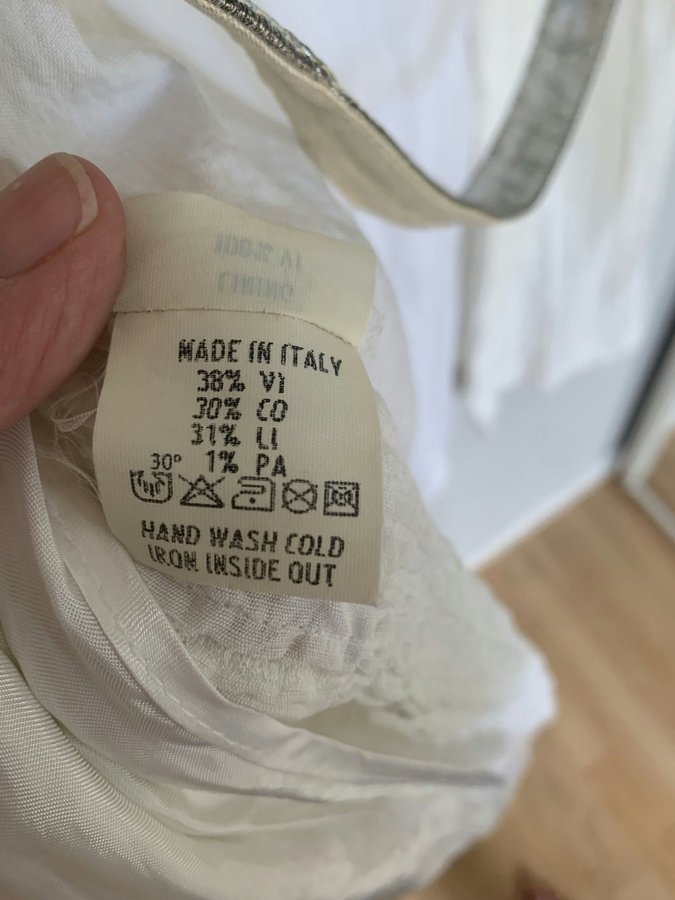 MADE IN ITALY
38% VI
30% CO
31% LI
30° 1% PA
HAND WASH COLD
IRON INSIDE OUT